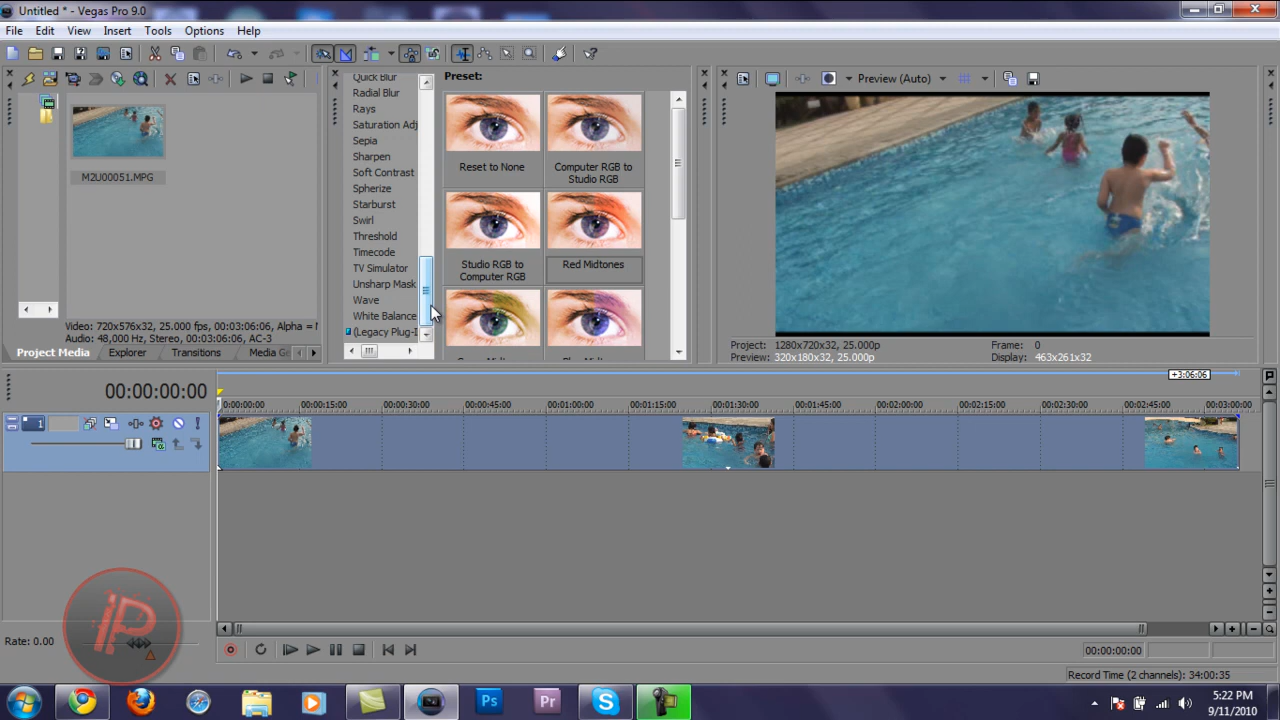 Untitled * - Vegas Pro 9.0
File Edit View Insert Tools Options Help
Preset:
Preview (Auto)
Quick Blur
Radial Blur
Rays
Saturation Adj
Sepia
Sharpen
Soft Contrast
Spherize
Starburst
Swirl
Threshold
Timecode
TV Simulator
Unsharp Mask
Wave
White Balance
(Legacy Plug-I
Reset to None
Computer RGB to
Studio RGB
Studio RGB to
Computer RGB
Red Midtones
M2U00051.MPG
Video: 720x576x32, 25.000 fps, 00:03:06:06, Alpha = N
Audio: 48,000 Hz, Stereo, 00:03:06:06, AC-3
Project Media Explorer Transitions Media Ge
Project: 1280x720x32, 25.000p
Preview: 320x180x32, 25.000p
Frame: 0
Display: 463x261x32
+3:06:06
00:00:00:00
0:00:00:00 00:00:15:00 00:00:30:00 00:00:45:00 00:01:00:00 00:01:15:00 00:01:30:00 00:01:45:00 00:02:00:00 00:02:15:00 00:02:30:00 00:02:45:00 00:03:00:00
1
iP
Rate: 0.00
00:00:00:00
Record Time (2 channels): 34:00:35
Ps Pr
5:22 PM
9/11/2010